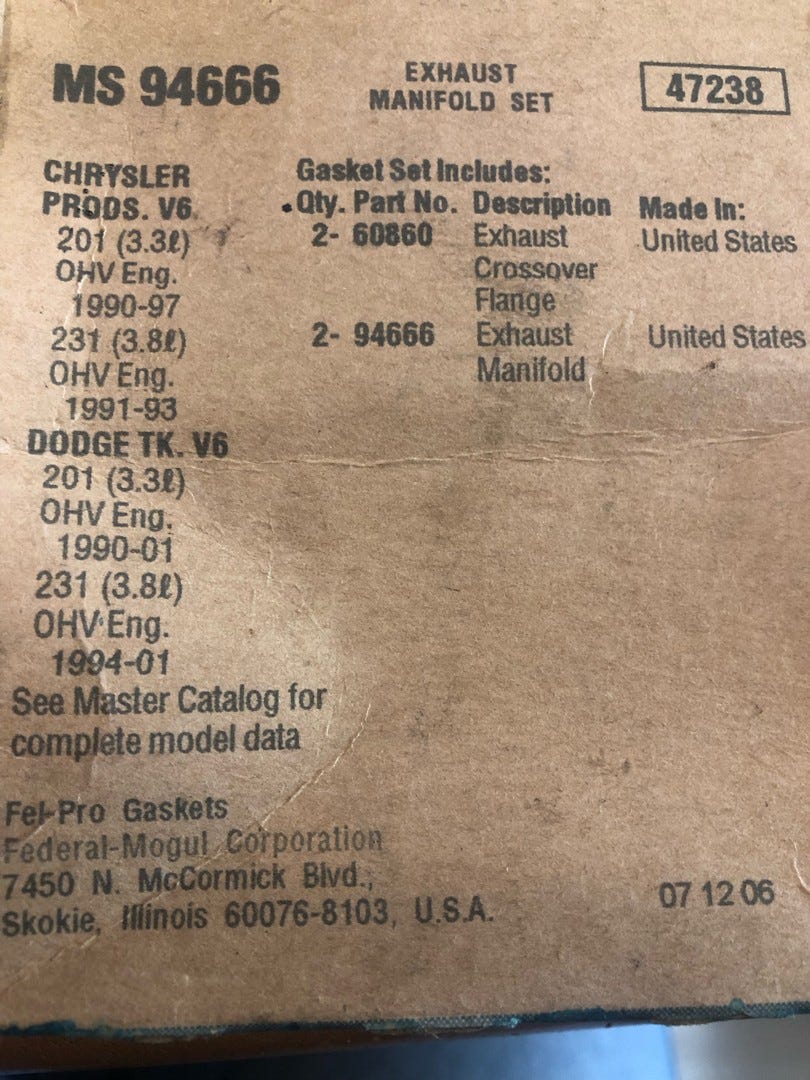 MS 94666
EXHAUST
MANIFOLD SET
47238
CHRYSLER
PRODS. V6
201 (3.3ℓ)
OHV Eng.
1990-97
231 (3.8ℓ)
OHV Eng.
1991-93
DODGE TK. V6
201 (3.3ℓ)
OHV Eng.
1990-01
231 (3.8ℓ)
OHV Eng.
1994-01
See Master Catalog for
complete model data
Gasket Set Includes:
Qty. Part No. Description Made In:
2- 60860 Exhaust United States
Crossover
Flange
2- 94666 Exhaust United States
Manifold
Fel-Pro Gaskets
Federal-Mogul Corporation
7450 N. McCormick Blvd.,
Skokie, Illinois 60076-8103, U.S.A.
07 12 06